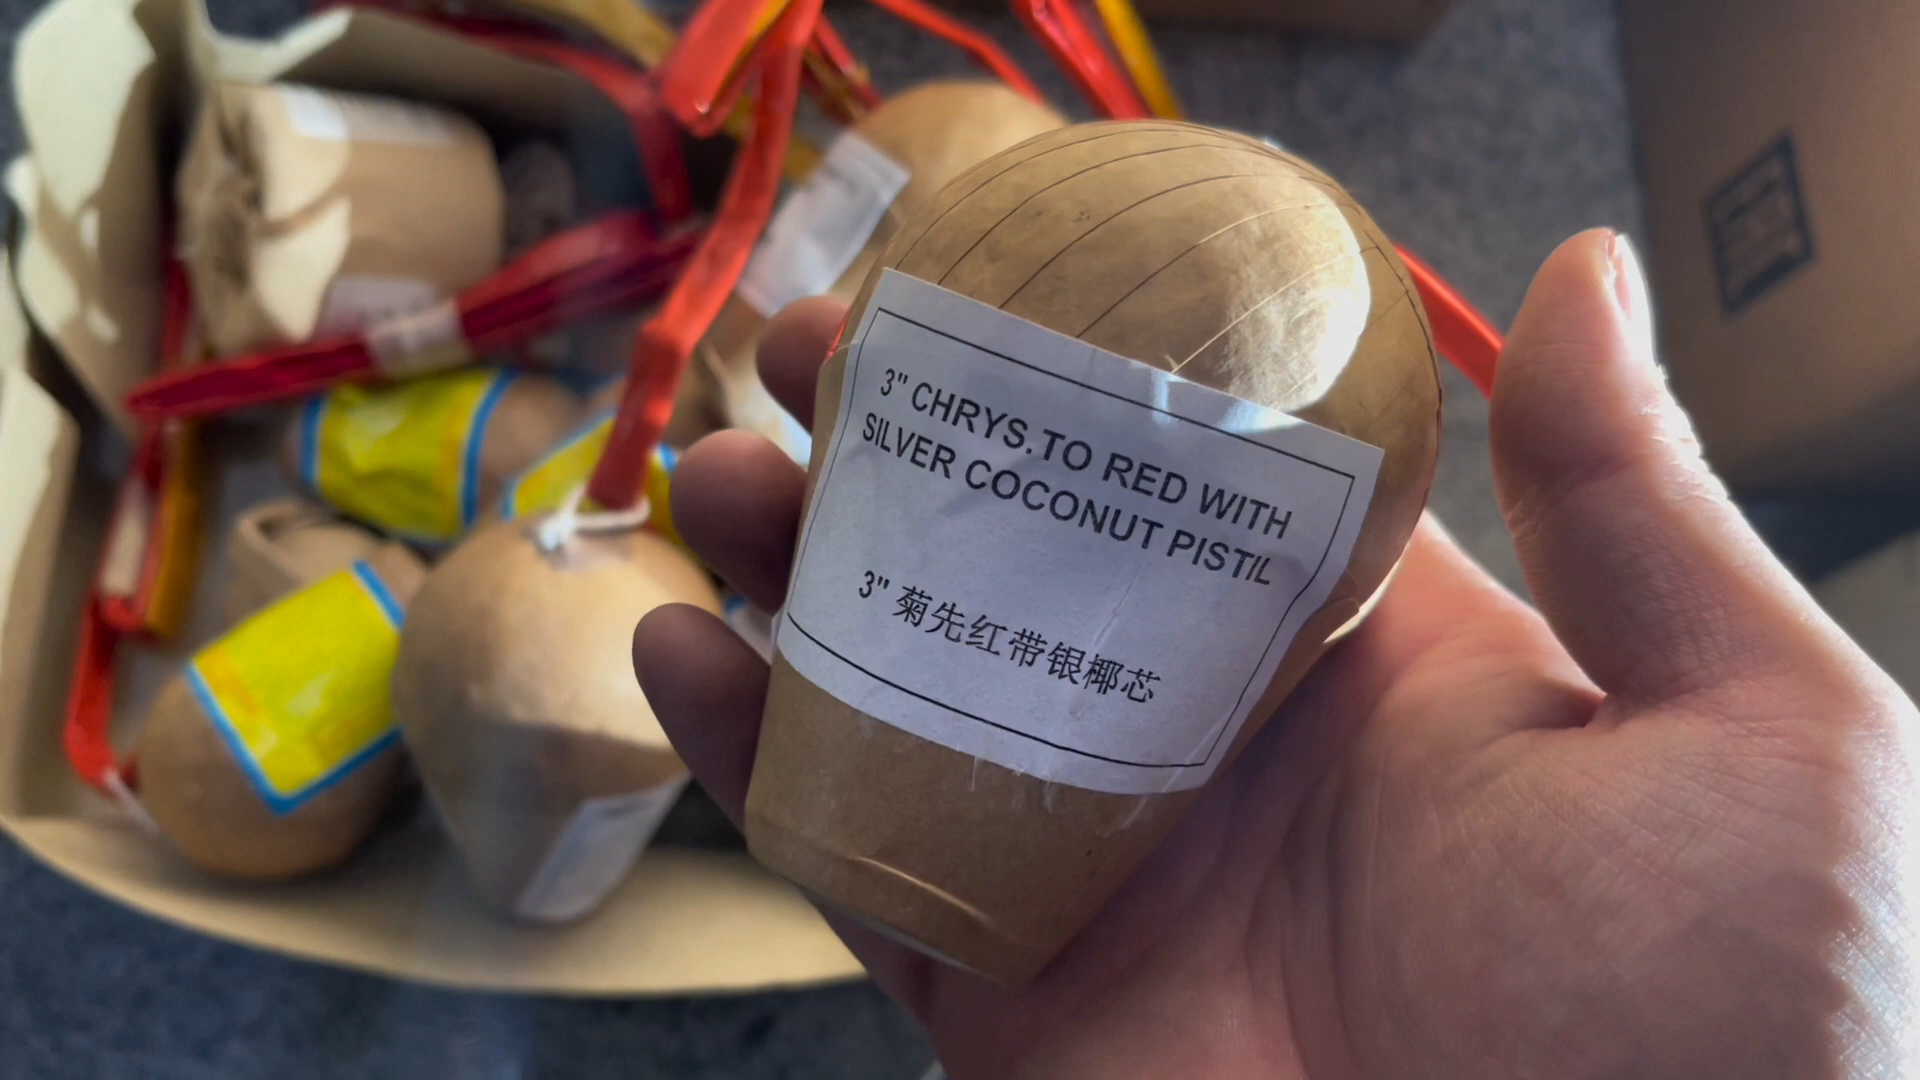 3" CHRYS.TO RED WITH
SILVER COCONUT PISTIL
3" 菊先红带银椰芯